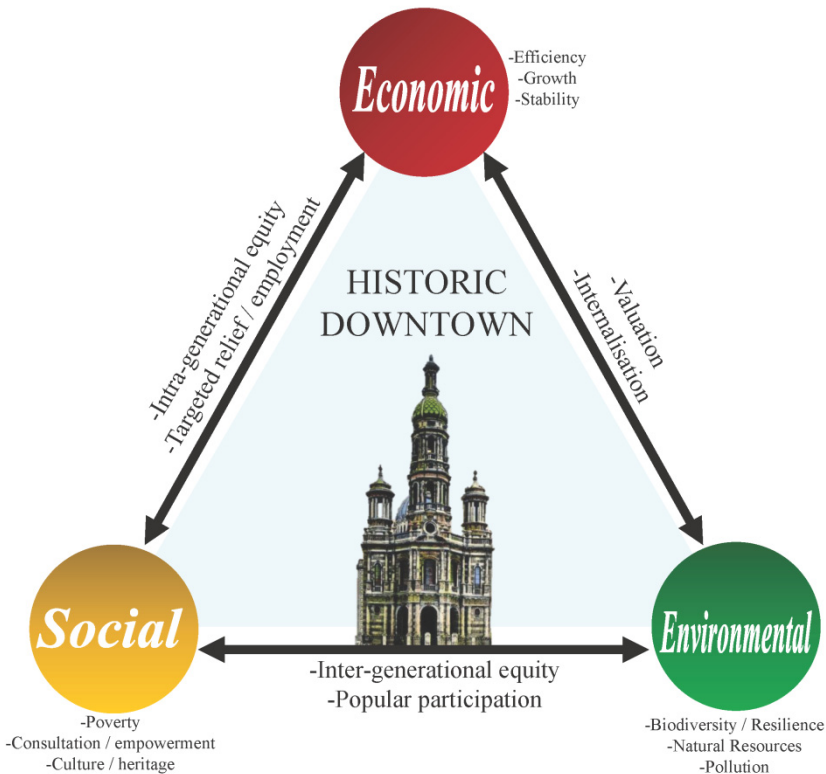 Economic
-Efficiency
-Growth
-Stability
-Intra-generational equity
-Targeted relief / employment
HISTORIC
DOWNTOWN
-Valuation
-Internalisation
Social
Environmental
-Inter-generational equity
-Popular participation
-Poverty
-Consultation / empowerment
-Culture / heritage
-Biodiversity / Resilience
-Natural Resources
-Pollution